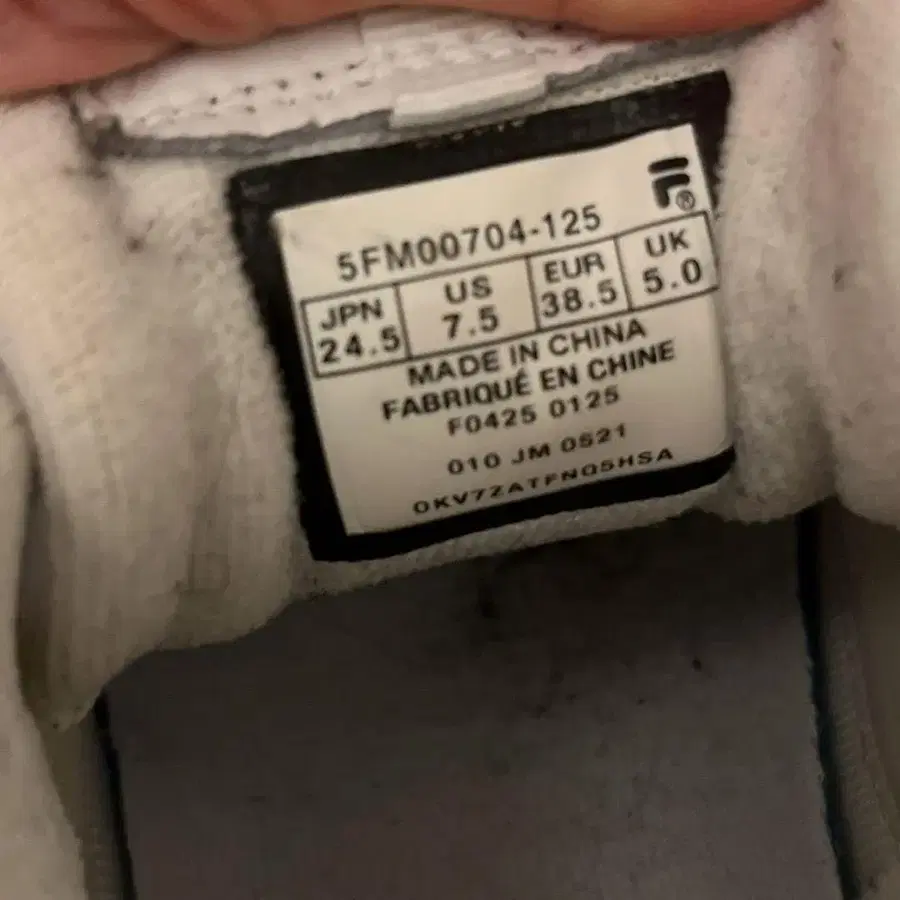 5FM00704-125
JPN US EUR UK
24.5 7.5 38.5 5.0
MADE IN CHINA
FABRIQUÉ EN CHINE
F0425 0125
010 JM 0521